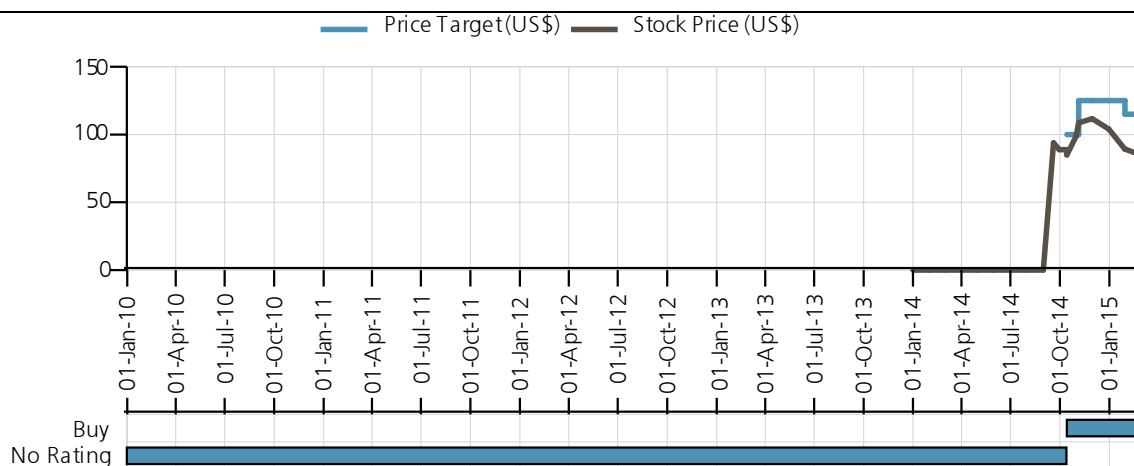 Price Target (US$) Stock Price (US$)
150
100
50
0
01-Jan-10 01-Apr-10 01-Jul-10 01-Oct-10 01-Jan-11 01-Apr-11 01-Jul-11 01-Oct-11 01-Jan-12 01-Apr-12 01-Jul-12 01-Oct-12 01-Jan-13 01-Apr-13 01-Jul-13 01-Oct-13 01-Jan-14 01-Apr-14 01-Jul-14 01-Oct-14 01-Jan-15
Buy
No Rating